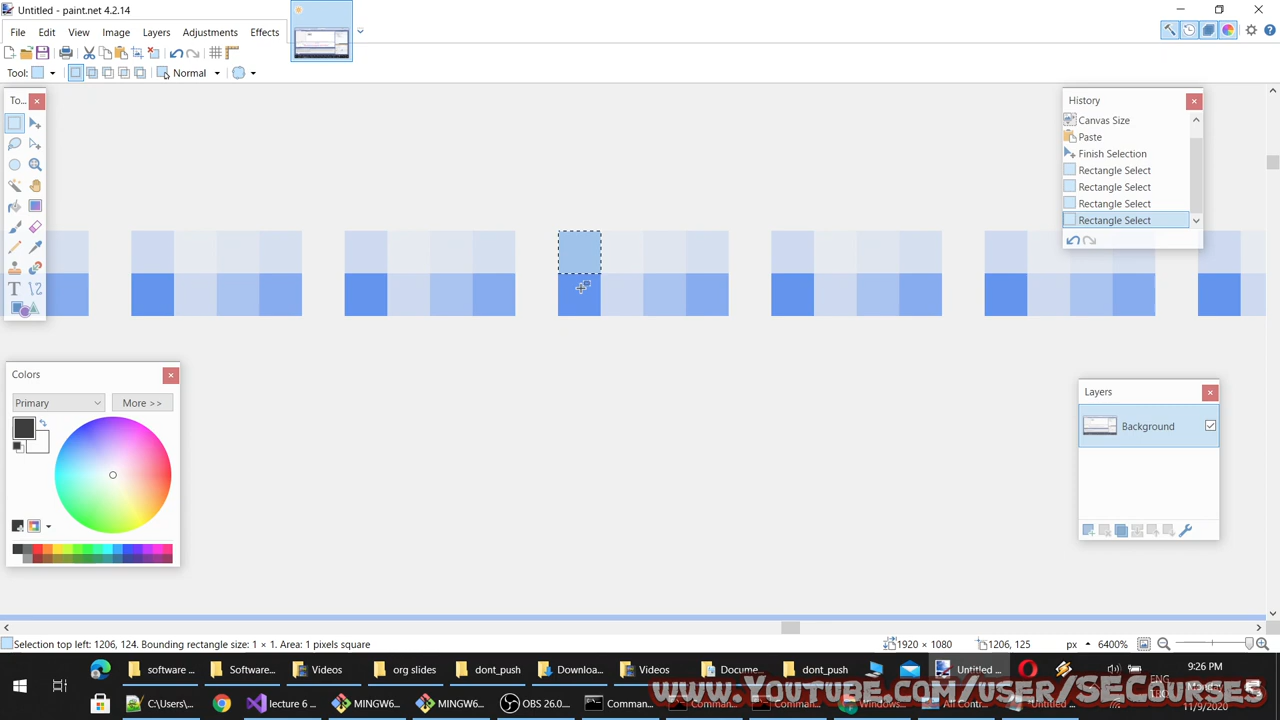 Untitled - paint.net 4.2.14
File Edit View Image Layers Adjustments Effects
Tool: Normal
To...
History
Canvas Size
Paste
Finish Selection
Rectangle Select
Rectangle Select
Rectangle Select
Rectangle Select
Colors
Primary More >>
Layers
Background
Selection top left: 1206, 124. Bounding rectangle size: 1 × 1. Area: 1 pixels square 1920 × 1080 1206, 125 px 6400%
software ... Software... Videos org slides dont_push Downloa... Videos Docume... dont_push Untitled ... 9:26 PM
ENG
C:\Users\... lecture 6 ... MINGW6... MINGW6... OBS 26.0.... Comman... 11/9/2020
www.YouTube.com/user/SECourses